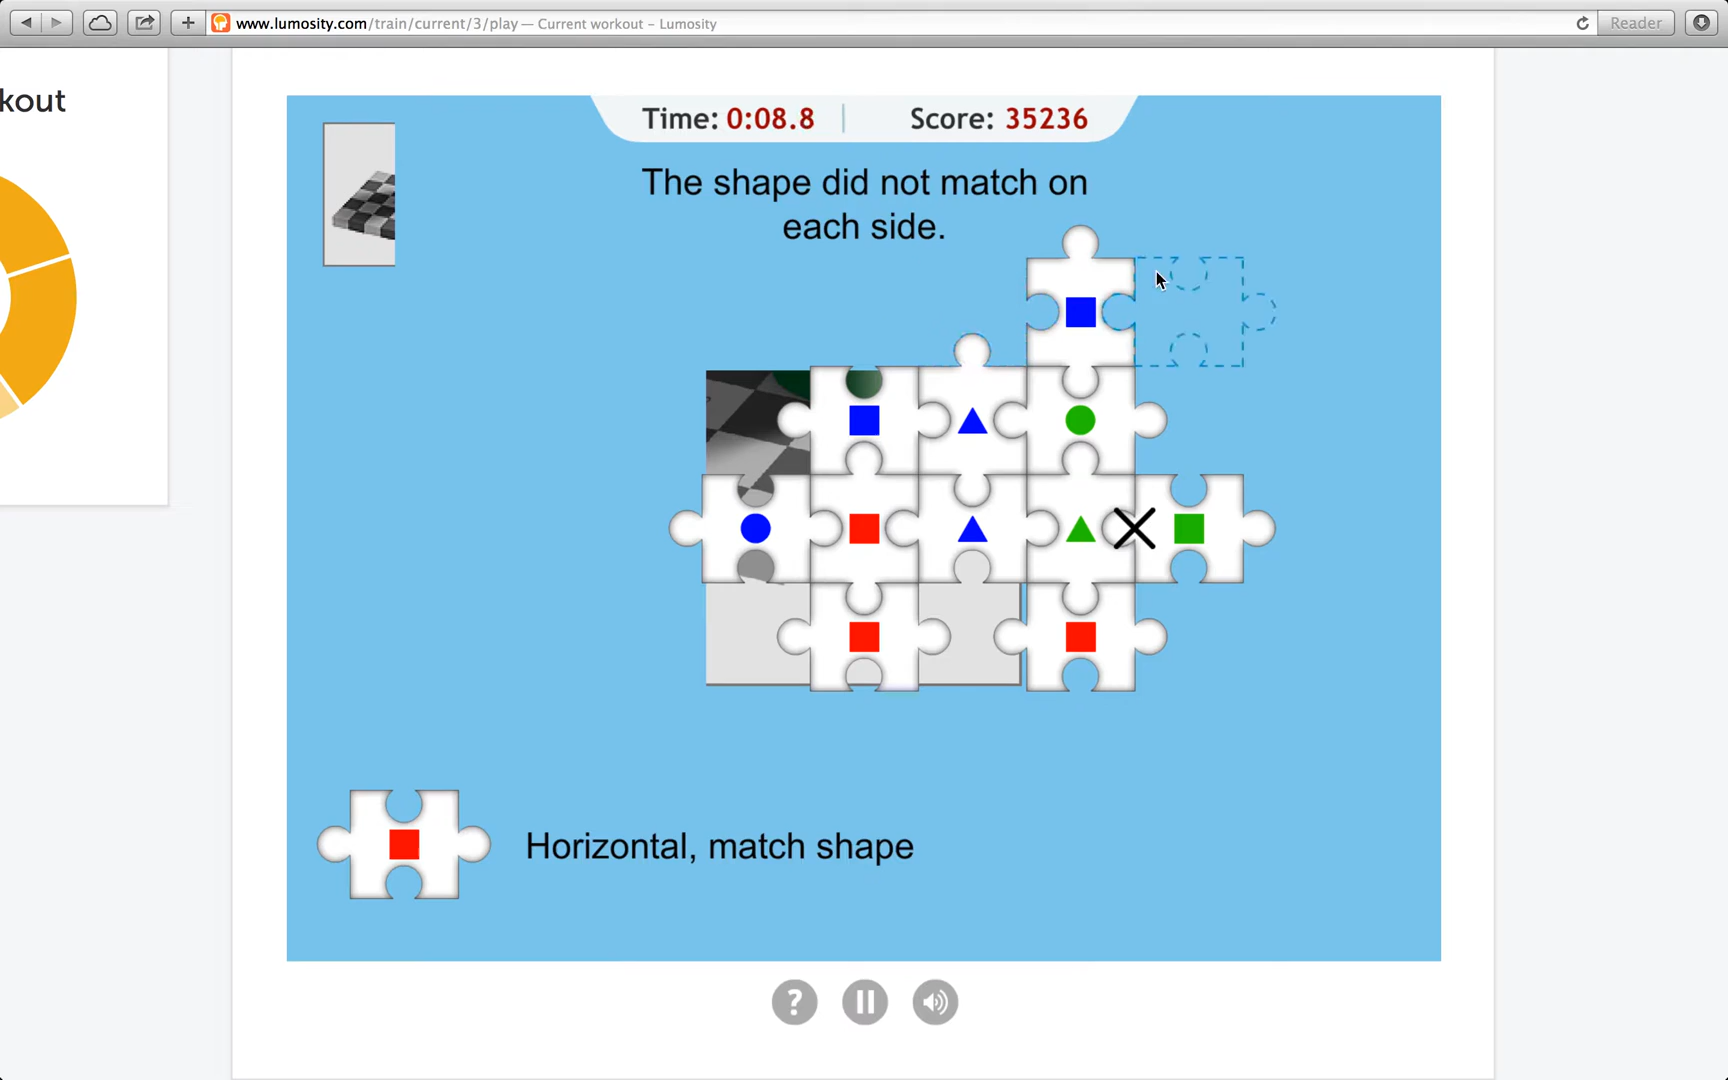 www.lumosity.com/train/current/3/play — Current workout – Lumosity
Reader
kout
Time: 0:08.8
Score: 35236
The shape did not match on
each side.
Horizontal, match shape
?